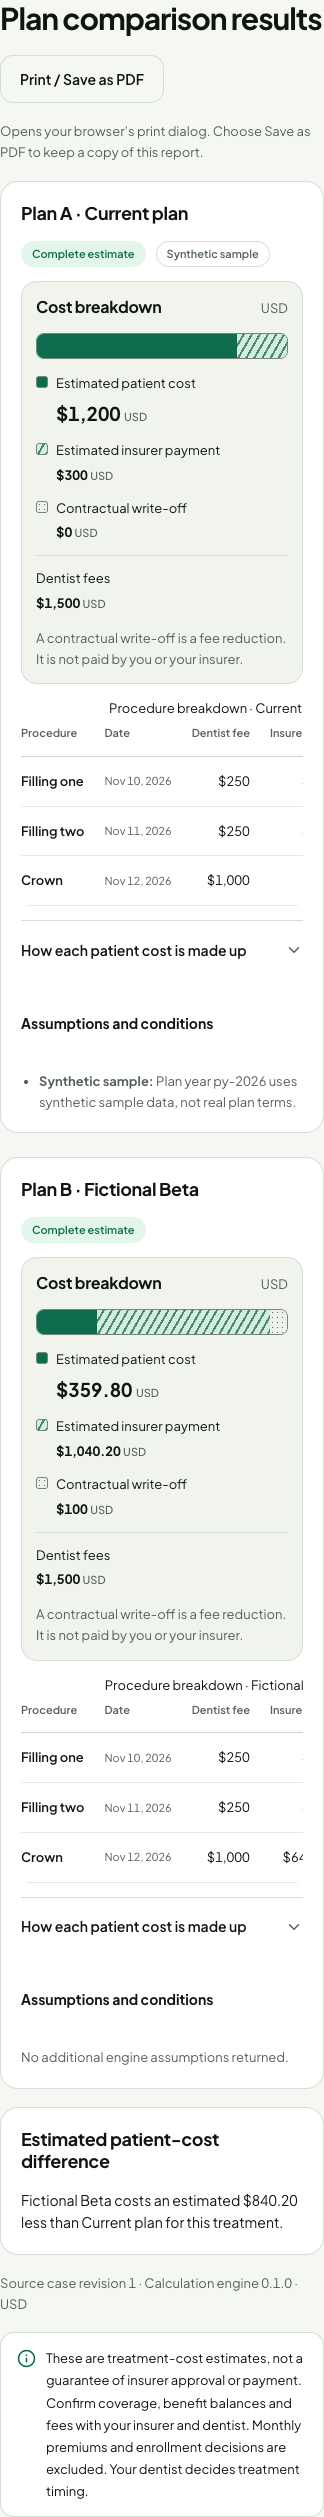 Plan comparison results
Print / Save as PDF
Opens your browser's print dialog. Choose Save as
PDF to keep a copy of this report.
Plan A · Current plan
Complete estimate
Synthetic sample
Cost breakdown
USD
Estimated patient cost
$1,200 USD
Estimated insurer payment
$300 USD
Contractual write-off
$0 USD
Dentist fees
$1,500 USD
A contractual write-off is a fee reduction.
It is not paid by you or your insurer.
Procedure breakdown · Current
Procedure Date Dentist fee Insure
Filling one Nov 10, 2026 $250
Filling two Nov 11, 2026 $250
Crown Nov 12, 2026 $1,000
How each patient cost is made up
Assumptions and conditions
• Synthetic sample: Plan year py-2026 uses
synthetic sample data, not real plan terms.
Plan B · Fictional Beta
Complete estimate
Cost breakdown
USD
Estimated patient cost
$359.80 USD
Estimated insurer payment
$1,040.20 USD
Contractual write-off
$100 USD
Dentist fees
$1,500 USD
A contractual write-off is a fee reduction.
It is not paid by you or your insurer.
Procedure breakdown · Fictional
Procedure Date Dentist fee Insure
Filling one Nov 10, 2026 $250
Filling two Nov 11, 2026 $250
Crown Nov 12, 2026 $1,000 $64
How each patient cost is made up
Assumptions and conditions
No additional engine assumptions returned.
Estimated patient-cost
difference
Fictional Beta costs an estimated $840.20
less than Current plan for this treatment.
Source case revision 1 · Calculation engine 0.1.0 ·
USD
These are treatment-cost estimates, not a
guarantee of insurer approval or payment.
Confirm coverage, benefit balances and
fees with your insurer and dentist. Monthly
premiums and enrollment decisions are
excluded. Your dentist decides treatment
timing.